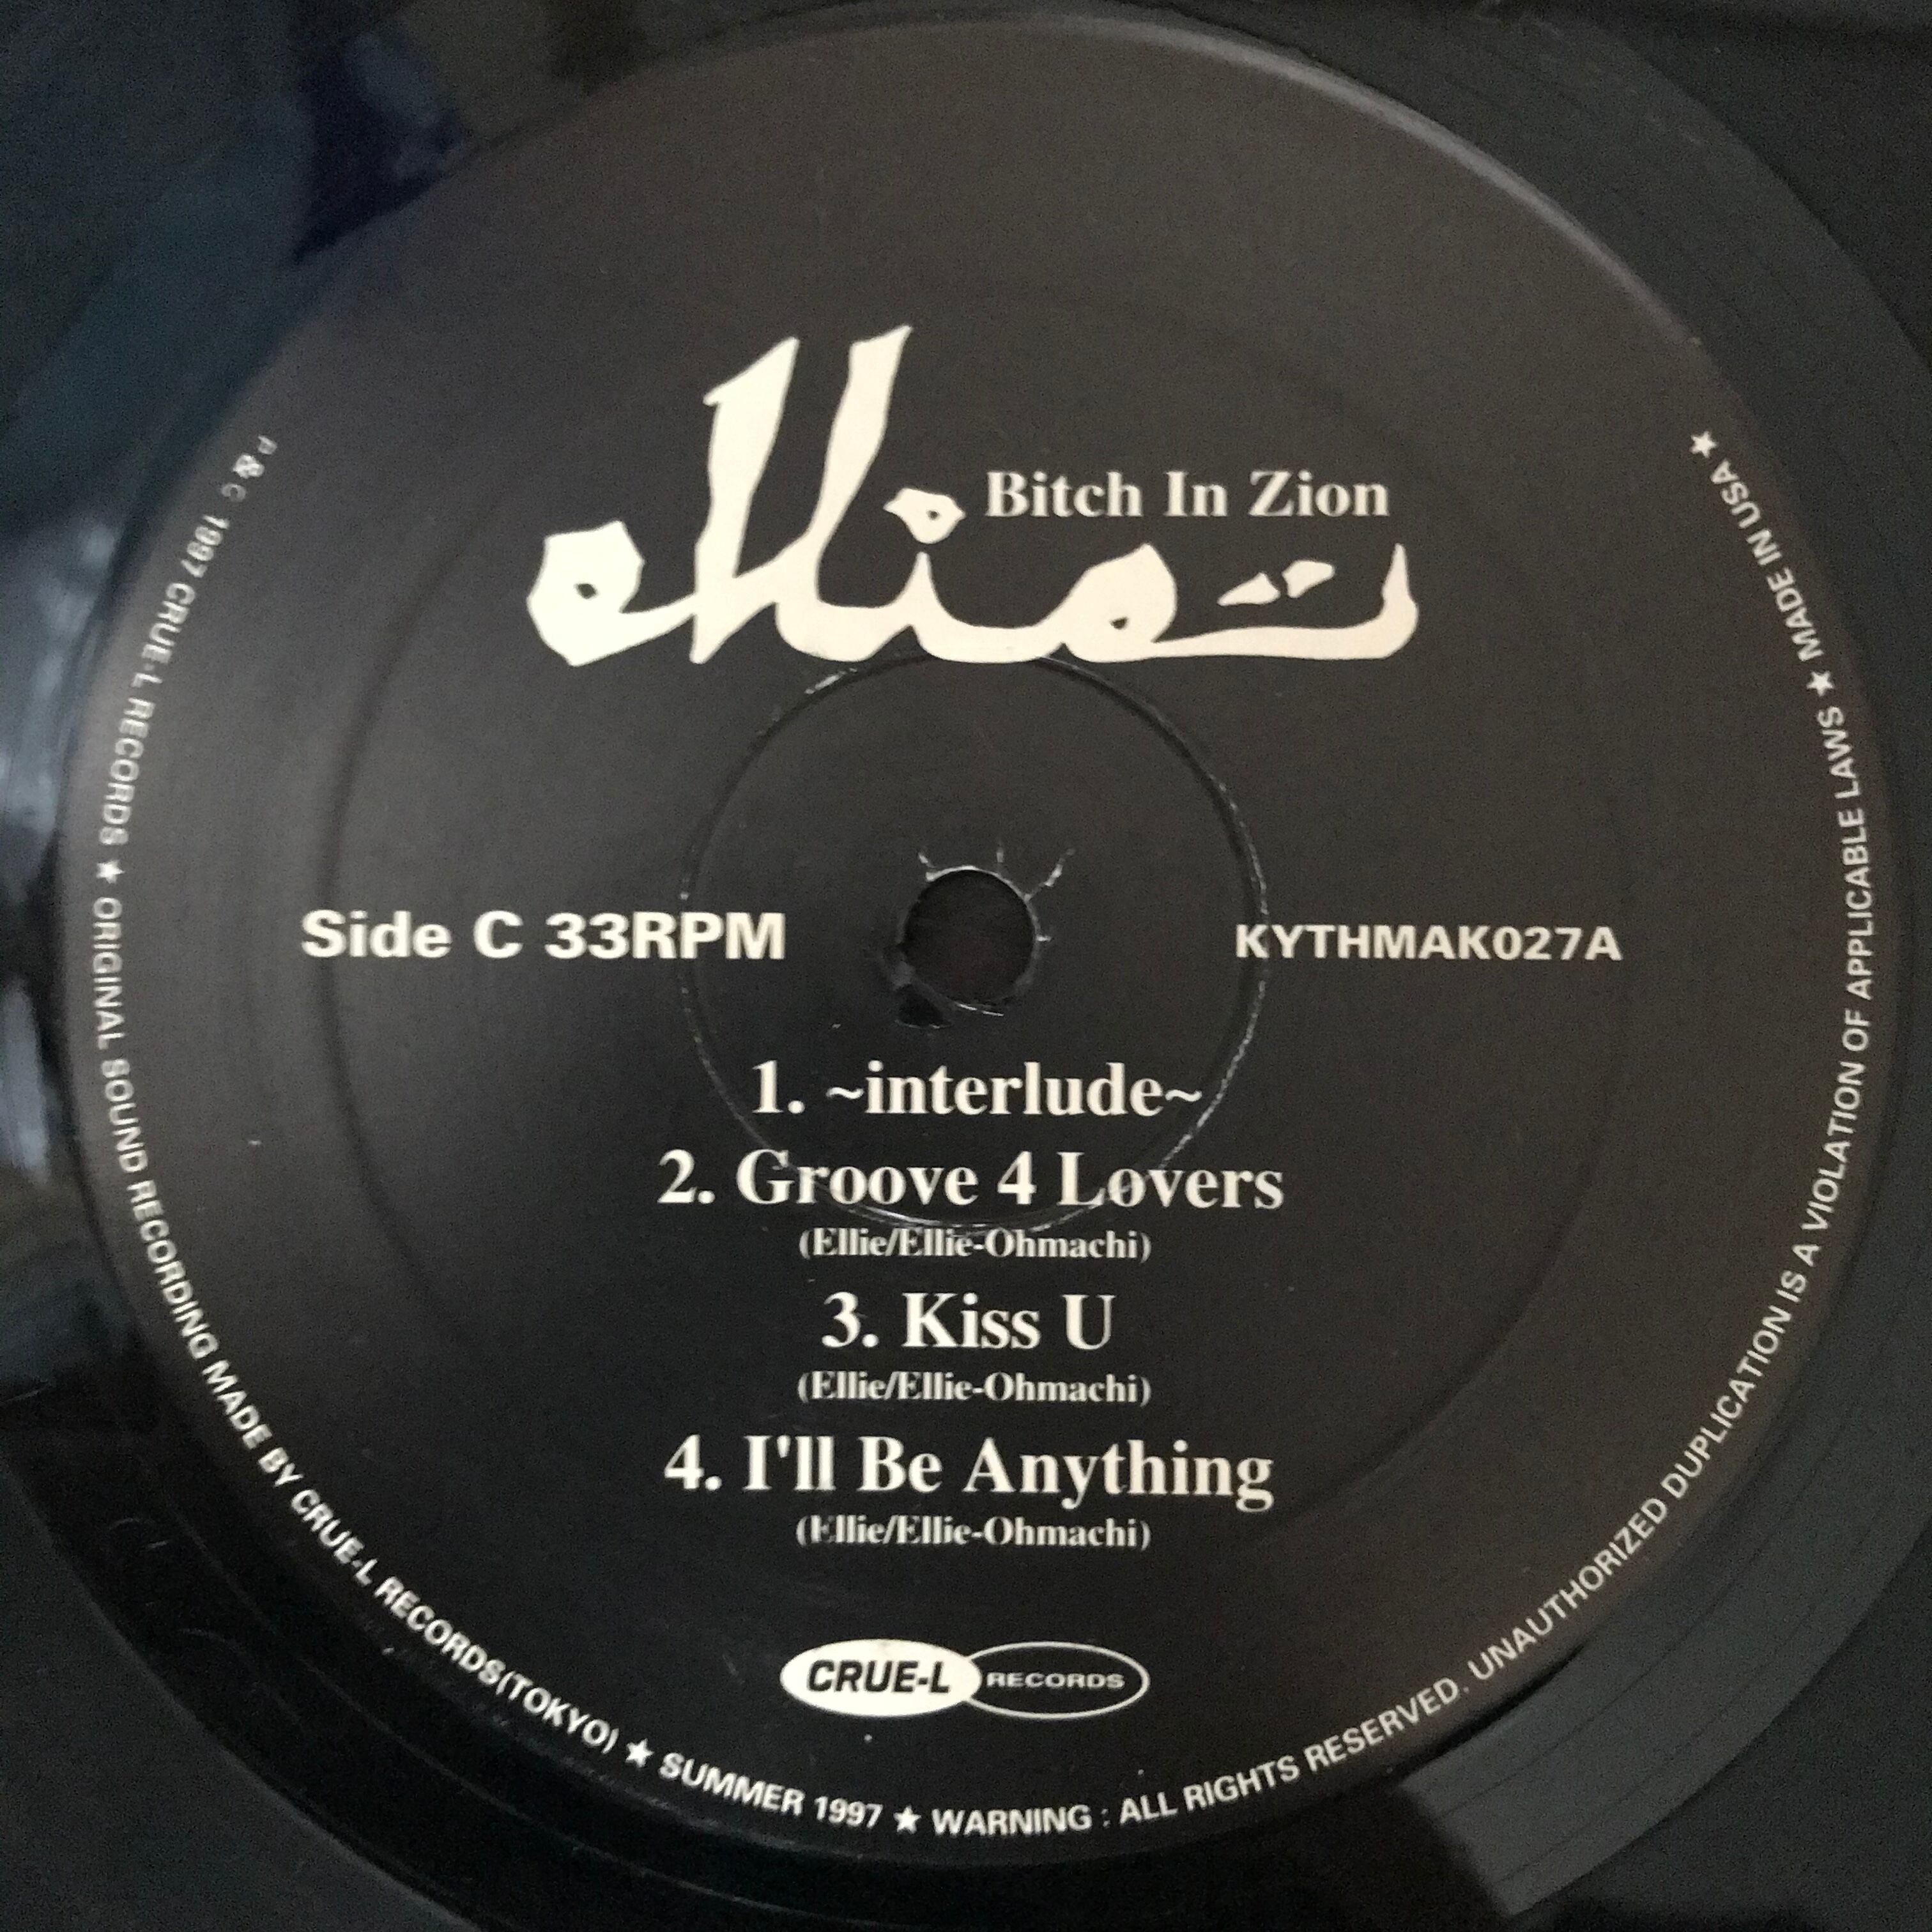 ellie
Bitch In Zion
Side C 33RPM
KYTHMAK027A
1. ~interlude~
2. Groove 4 Lovers
(Ellie/Ellie-Ohmachi)
3. Kiss U
(Ellie/Ellie-Ohmachi)
4. I'll Be Anything
(Ellie/Ellie-Ohmachi)
CRUE-L RECORDS
P & C 1997 CRUE-L RECORDS ★ ORIGINAL SOUND RECORDING MADE BY CRUE-L RECORDS(TOKYO) ★ SUMMER 1997 ★ WARNING : ALL RIGHTS RESERVED. UNAUTHORIZED DUPLICATION IS A VIOLATION OF APPLICABLE LAWS ★ MADE IN USA ★